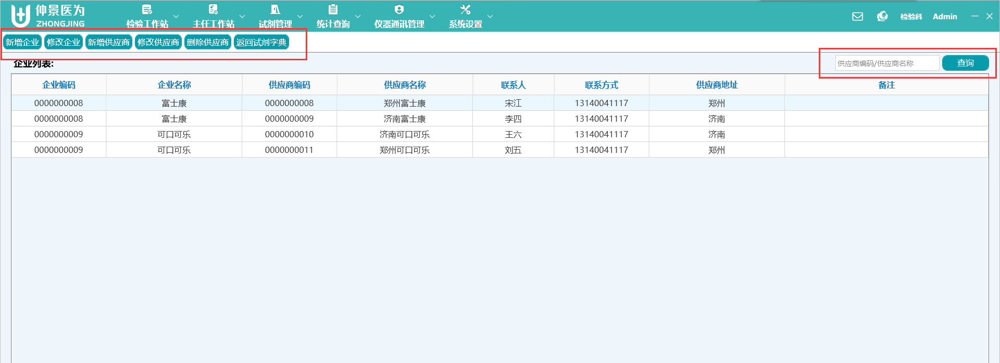 仲景医为
ZHONGJING
检验工作站 主任工作站 试剂管理 统计查询 仪器通讯管理 系统设置 检验科 Admin
新增企业 修改企业 新增供应商 修改供应商 删除供应商 返回试剂字典
企业列表: 供应商编码/供应商名称 查询
企业编码 企业名称 供应商编码 供应商名称 联系人 联系方式 供应商地址 备注
0000000008 富士康 0000000008 郑州富士康 宋江 13140041117 郑州
0000000008 富士康 0000000009 济南富士康 李四 13140041117 济南
0000000009 可口可乐 0000000010 济南可口可乐 王六 13140041117 济南
0000000009 可口可乐 0000000011 郑州可口可乐 刘五 13140041117 郑州